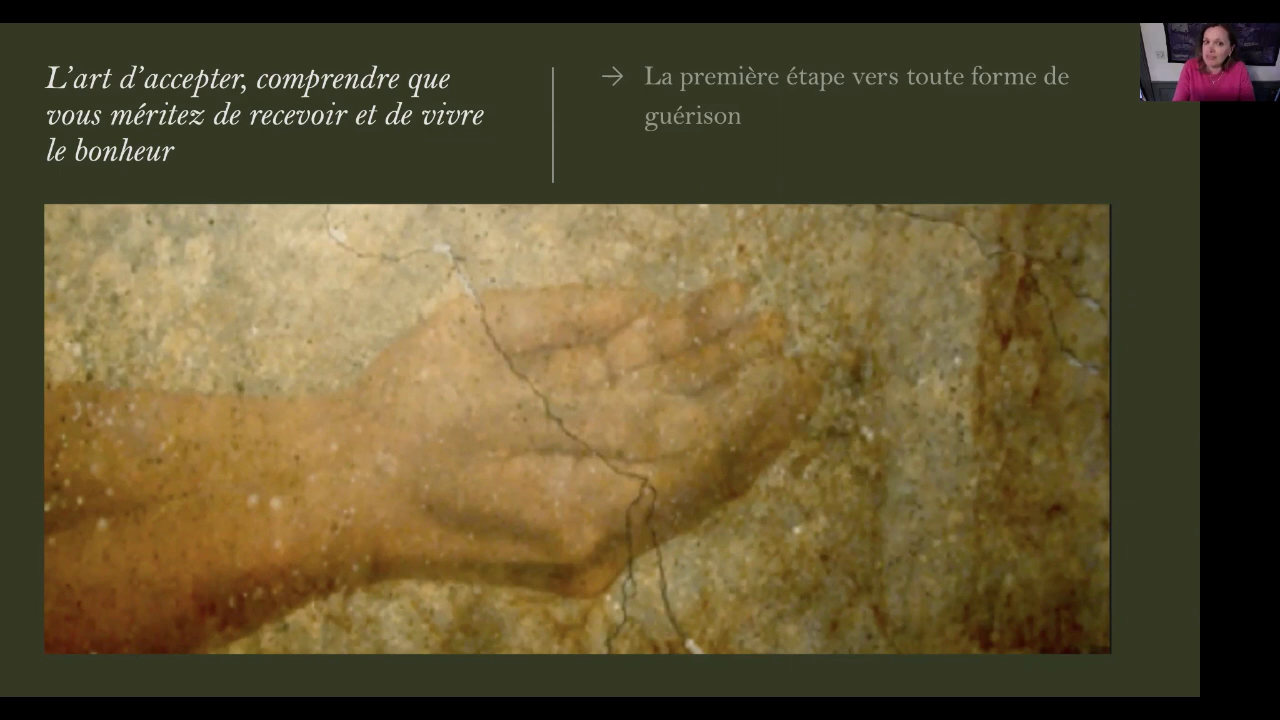 L’art d’accepter, comprendre que
vous méritez de recevoir et de vivre
le bonheur
→ La première étape vers toute forme de
guérison